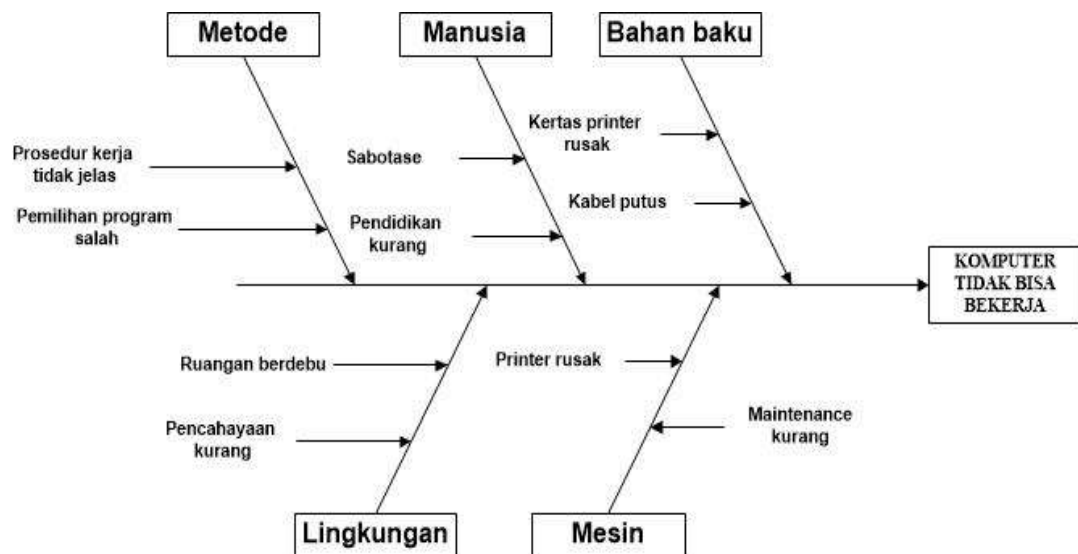 Metode
Manusia
Bahan baku
Kertas printer
rusak
Prosedur kerja
tidak jelas
Sabotase
Kabel putus
Pemilihan program
salah
Pendidikan
kurang
KOMPUTER
TIDAK BISA
BEKERJA
Ruangan berdebu
Printer rusak
Pencahayaan
kurang
Maintenance
kurang
Lingkungan
Mesin